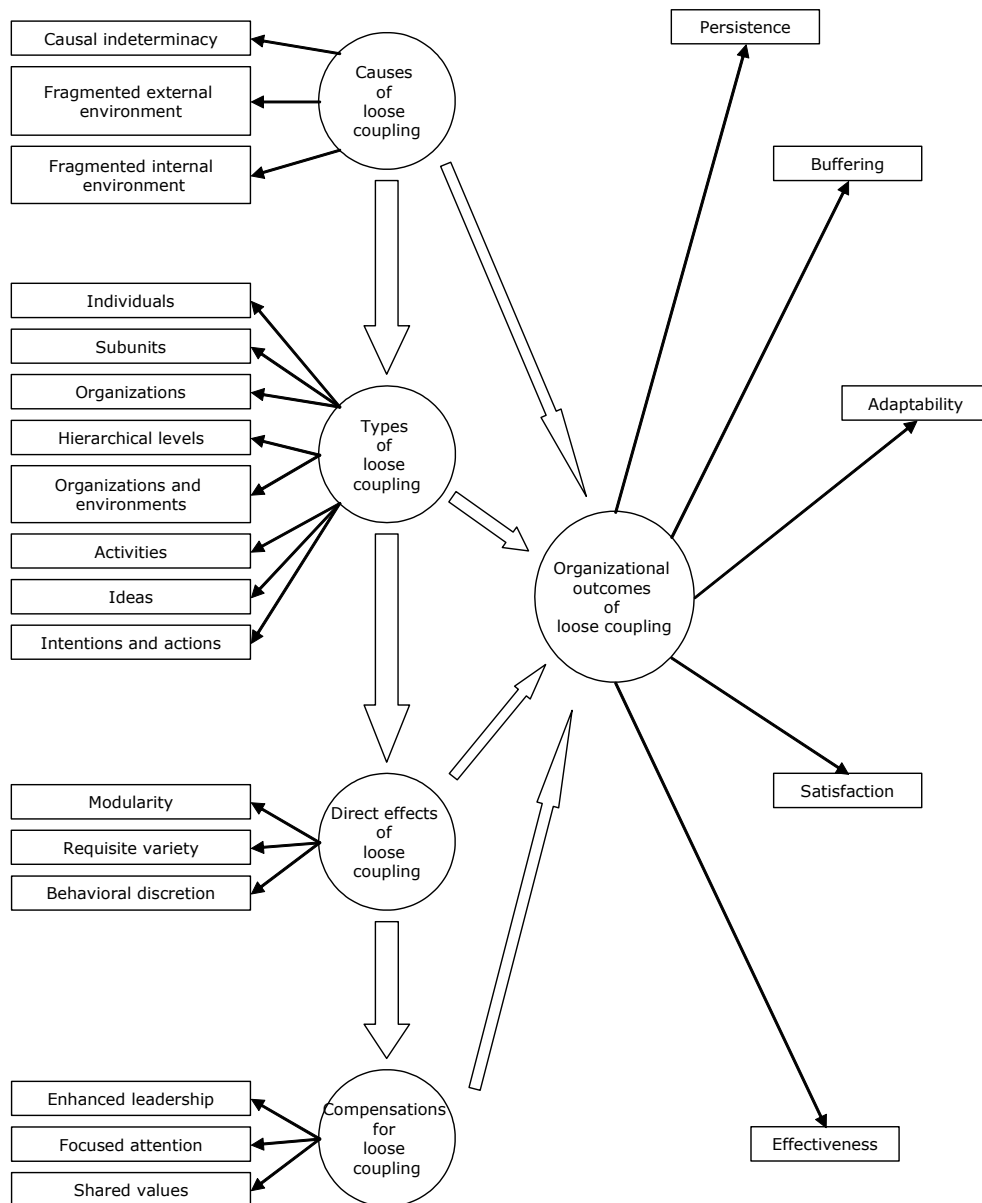 Causal indeterminacy
Fragmented external
environment
Fragmented internal
environment
Causes
of
loose
coupling
Individuals
Subunits
Organizations
Hierarchical levels
Organizations and
environments
Activities
Ideas
Intentions and actions
Types
of
loose
coupling
Modularity
Requisite variety
Behavioral discretion
Direct effects
of
loose
coupling
Enhanced leadership
Focused attention
Shared values
Compensations
for
loose
coupling
Organizational
outcomes
of
loose coupling
Persistence
Buffering
Adaptability
Satisfaction
Effectiveness